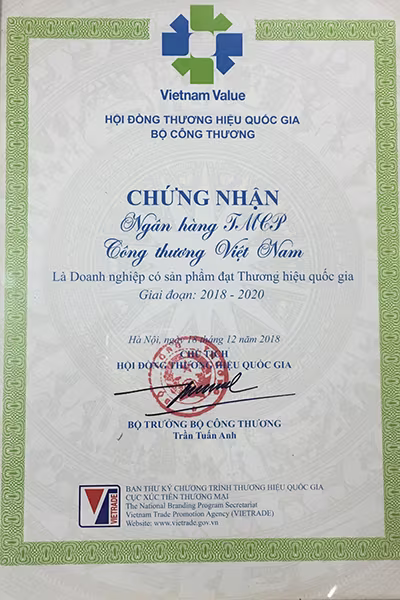 Vietnam Value
HỘI ĐỒNG THƯƠNG HIỆU QUỐC GIA
BỘ CÔNG THƯƠNG
CHỨNG NHẬN
Ngân hàng TMCP
Công thương Việt Nam
Là Doanh nghiệp có sản phẩm đạt Thương hiệu quốc gia
Giai đoạn: 2018 - 2020
Hà Nội, ngày 18 tháng 12 năm 2018
CHỦ TỊCH
HỘI ĐỒNG THƯƠNG HIỆU QUỐC GIA
BỘ TRƯỞNG BỘ CÔNG THƯƠNG
Trần Tuấn Anh
VIETRADE
BAN THƯ KÝ CHƯƠNG TRÌNH THƯƠNG HIỆU QUỐC GIA
CỤC XÚC TIẾN THƯƠNG MẠI
The National Branding Program Secretariat
Vietnam Trade Promotion Agency (VIETRADE)
Website: www.vietrade.gov.vn